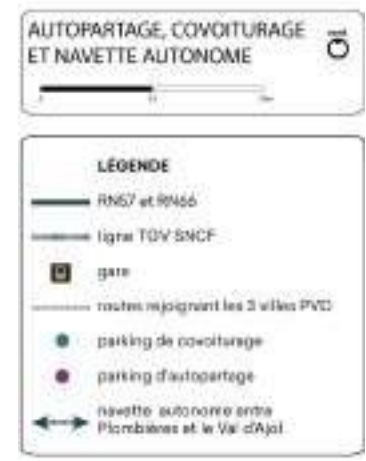 AUTOPARTAGE, COVOITURAGE
ET NAVETTE AUTONOME
LÉGENDE
RN57 et RN66
ligne TGV SNCF
gare
routes rejoignant les 3 villes PVD
parking de covoiturage
parking d'autopartage
navette autonome entre
Plombières et le Val d'Ajol